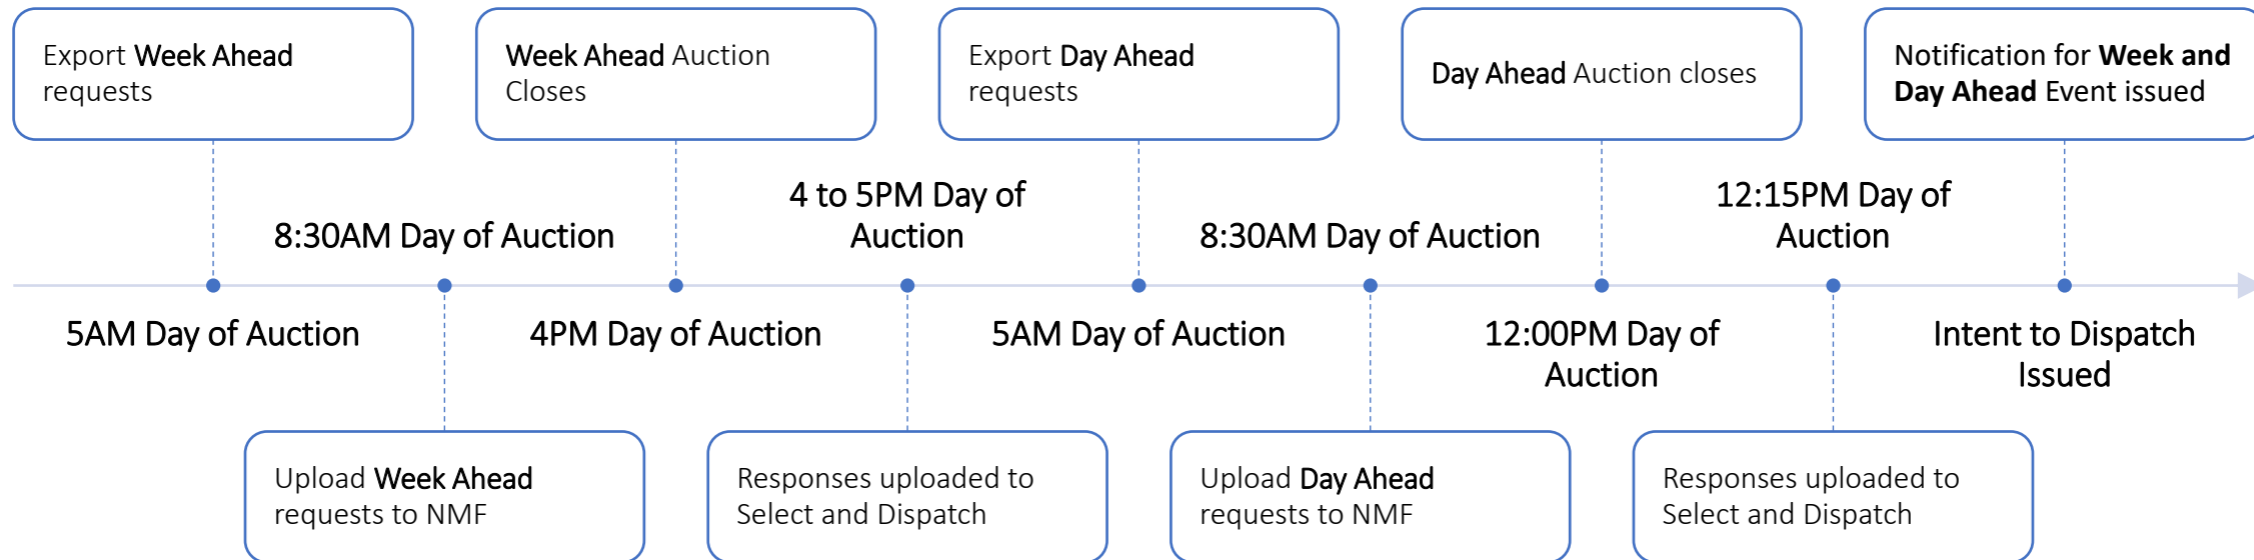 Export Week Ahead
requests
Week Ahead Auction
Closes
Export Day Ahead
requests
Day Ahead Auction closes
Notification for Week and
Day Ahead Event issued
8:30AM Day of Auction
4 to 5PM Day of
Auction
8:30AM Day of Auction
12:15PM Day of
Auction
5AM Day of Auction
4PM Day of Auction
5AM Day of Auction
12:00PM Day of
Auction
Intent to Dispatch
Issued
Upload Week Ahead
requests to NMF
Responses uploaded to
Select and Dispatch
Upload Day Ahead
requests to NMF
Responses uploaded to
Select and Dispatch